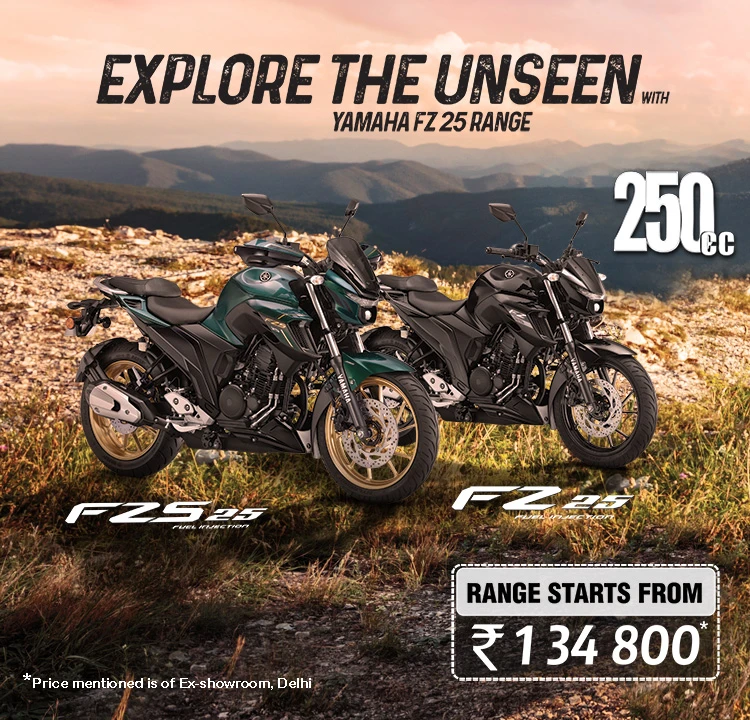 EXPLORE THE UNSEEN WITH
YAMAHA FZ 25 RANGE
250cc
YAMAHA
FZS 25
FUEL INJECTION
FZ 25
FUEL INJECTION
RANGE STARTS FROM
₹ 1 34 800*
*Price mentioned is of Ex-showroom, Delhi